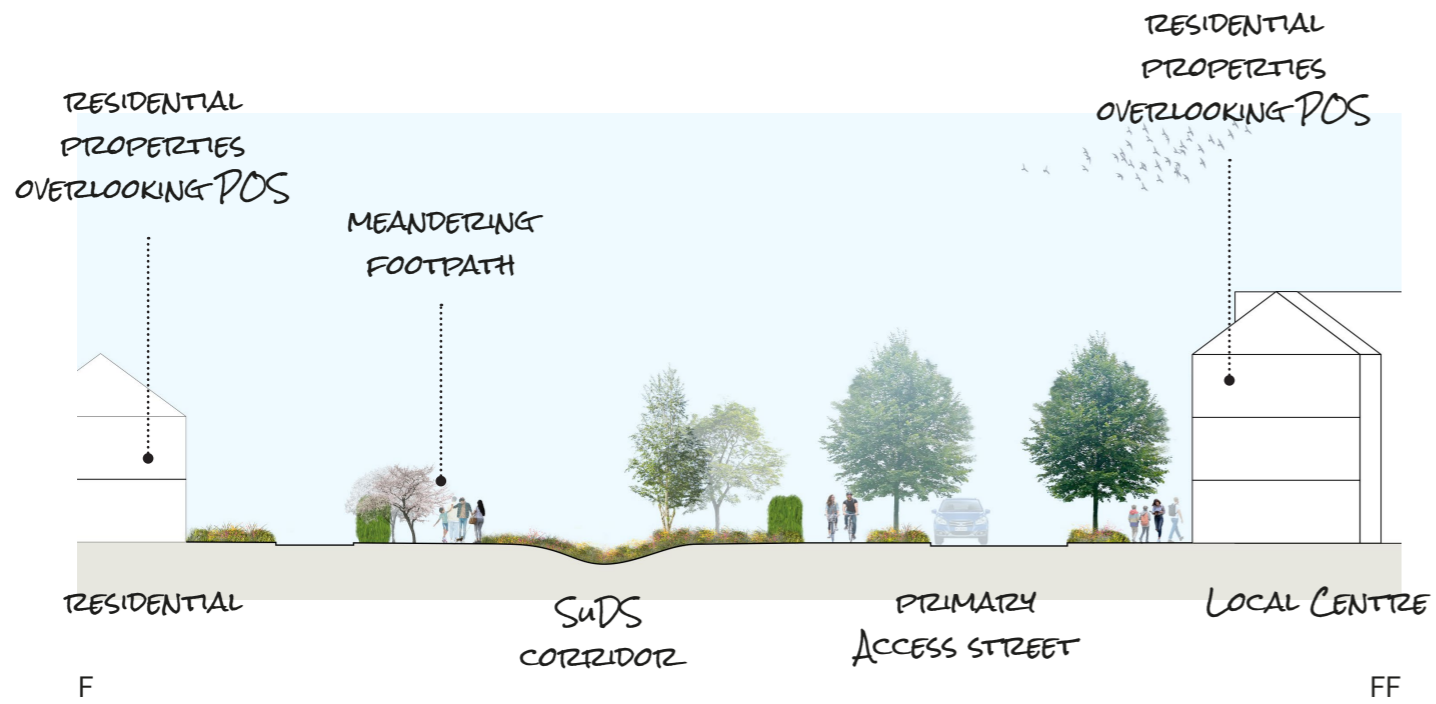 RESIDENTIAL
PROPERTIES
OVERLOOKING POS
RESIDENTIAL
PROPERTIES
OVERLOOKING POS
MEANDERING
FOOTPATH
RESIDENTIAL
SuDS
CORRIDOR
PRIMARY
ACCESS STREET
LOCAL CENTRE
F
FF